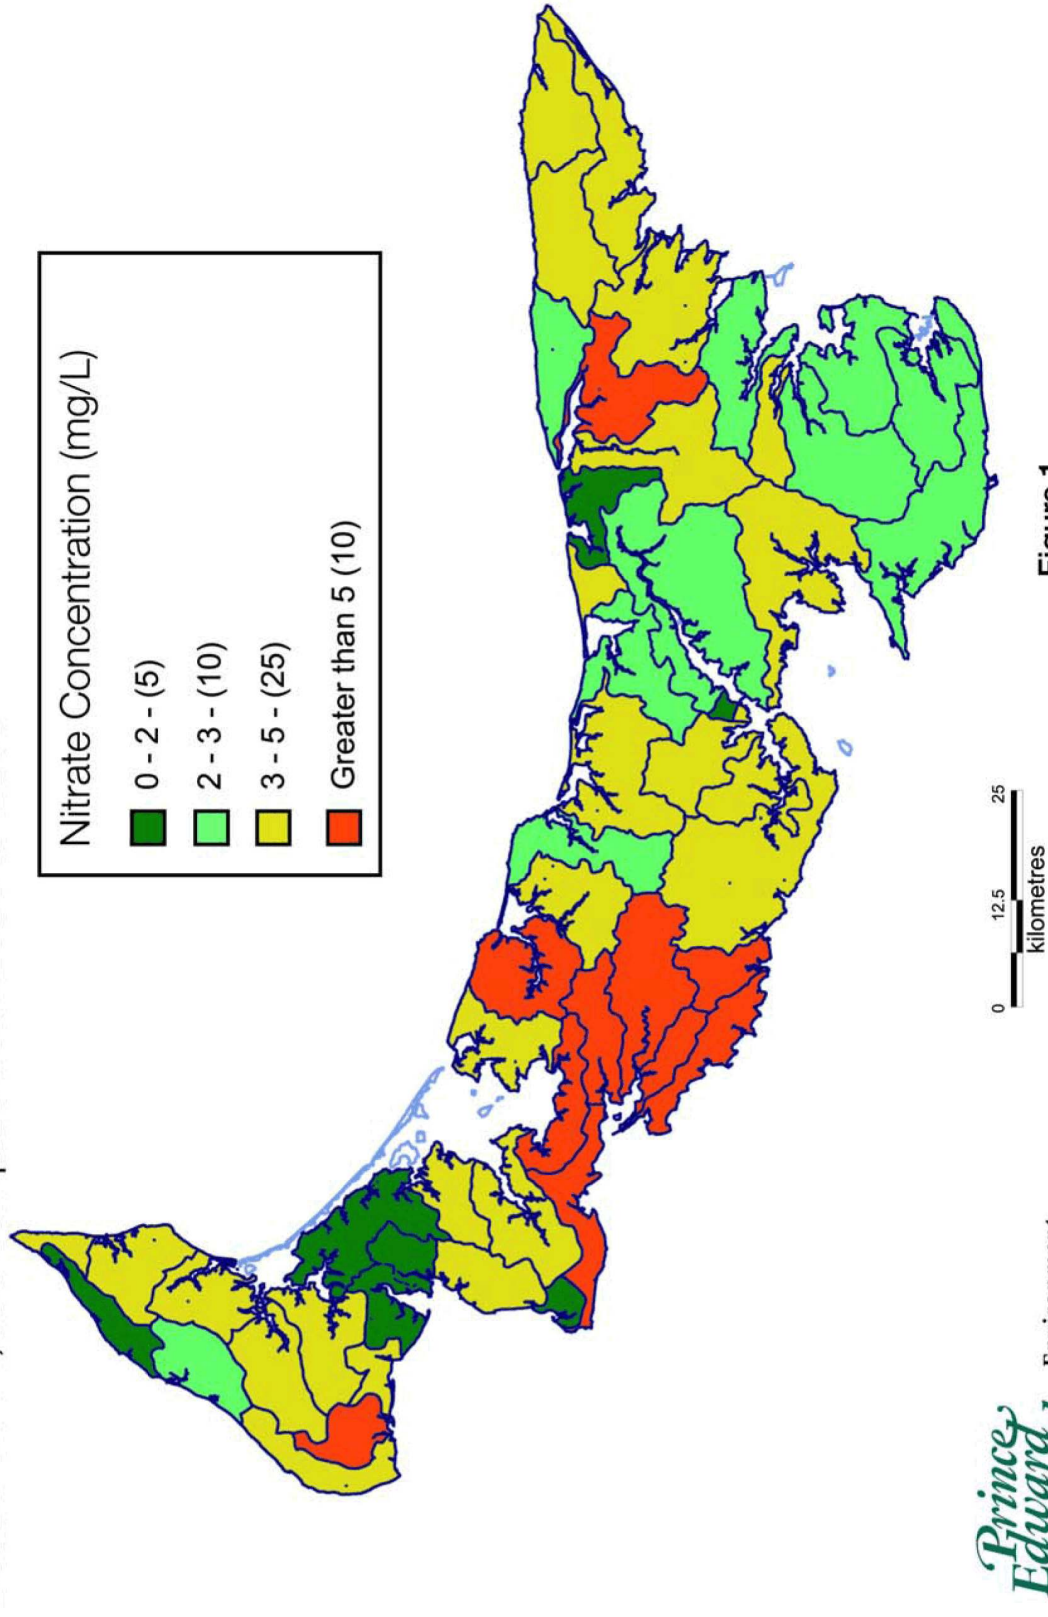 Nitrate Concentration (mg/L)
0 - 2 - (5)
2 - 3 - (10)
3 - 5 - (25)
Greater than 5 (10)
0
12.5
25
kilometres
Prince
Edward